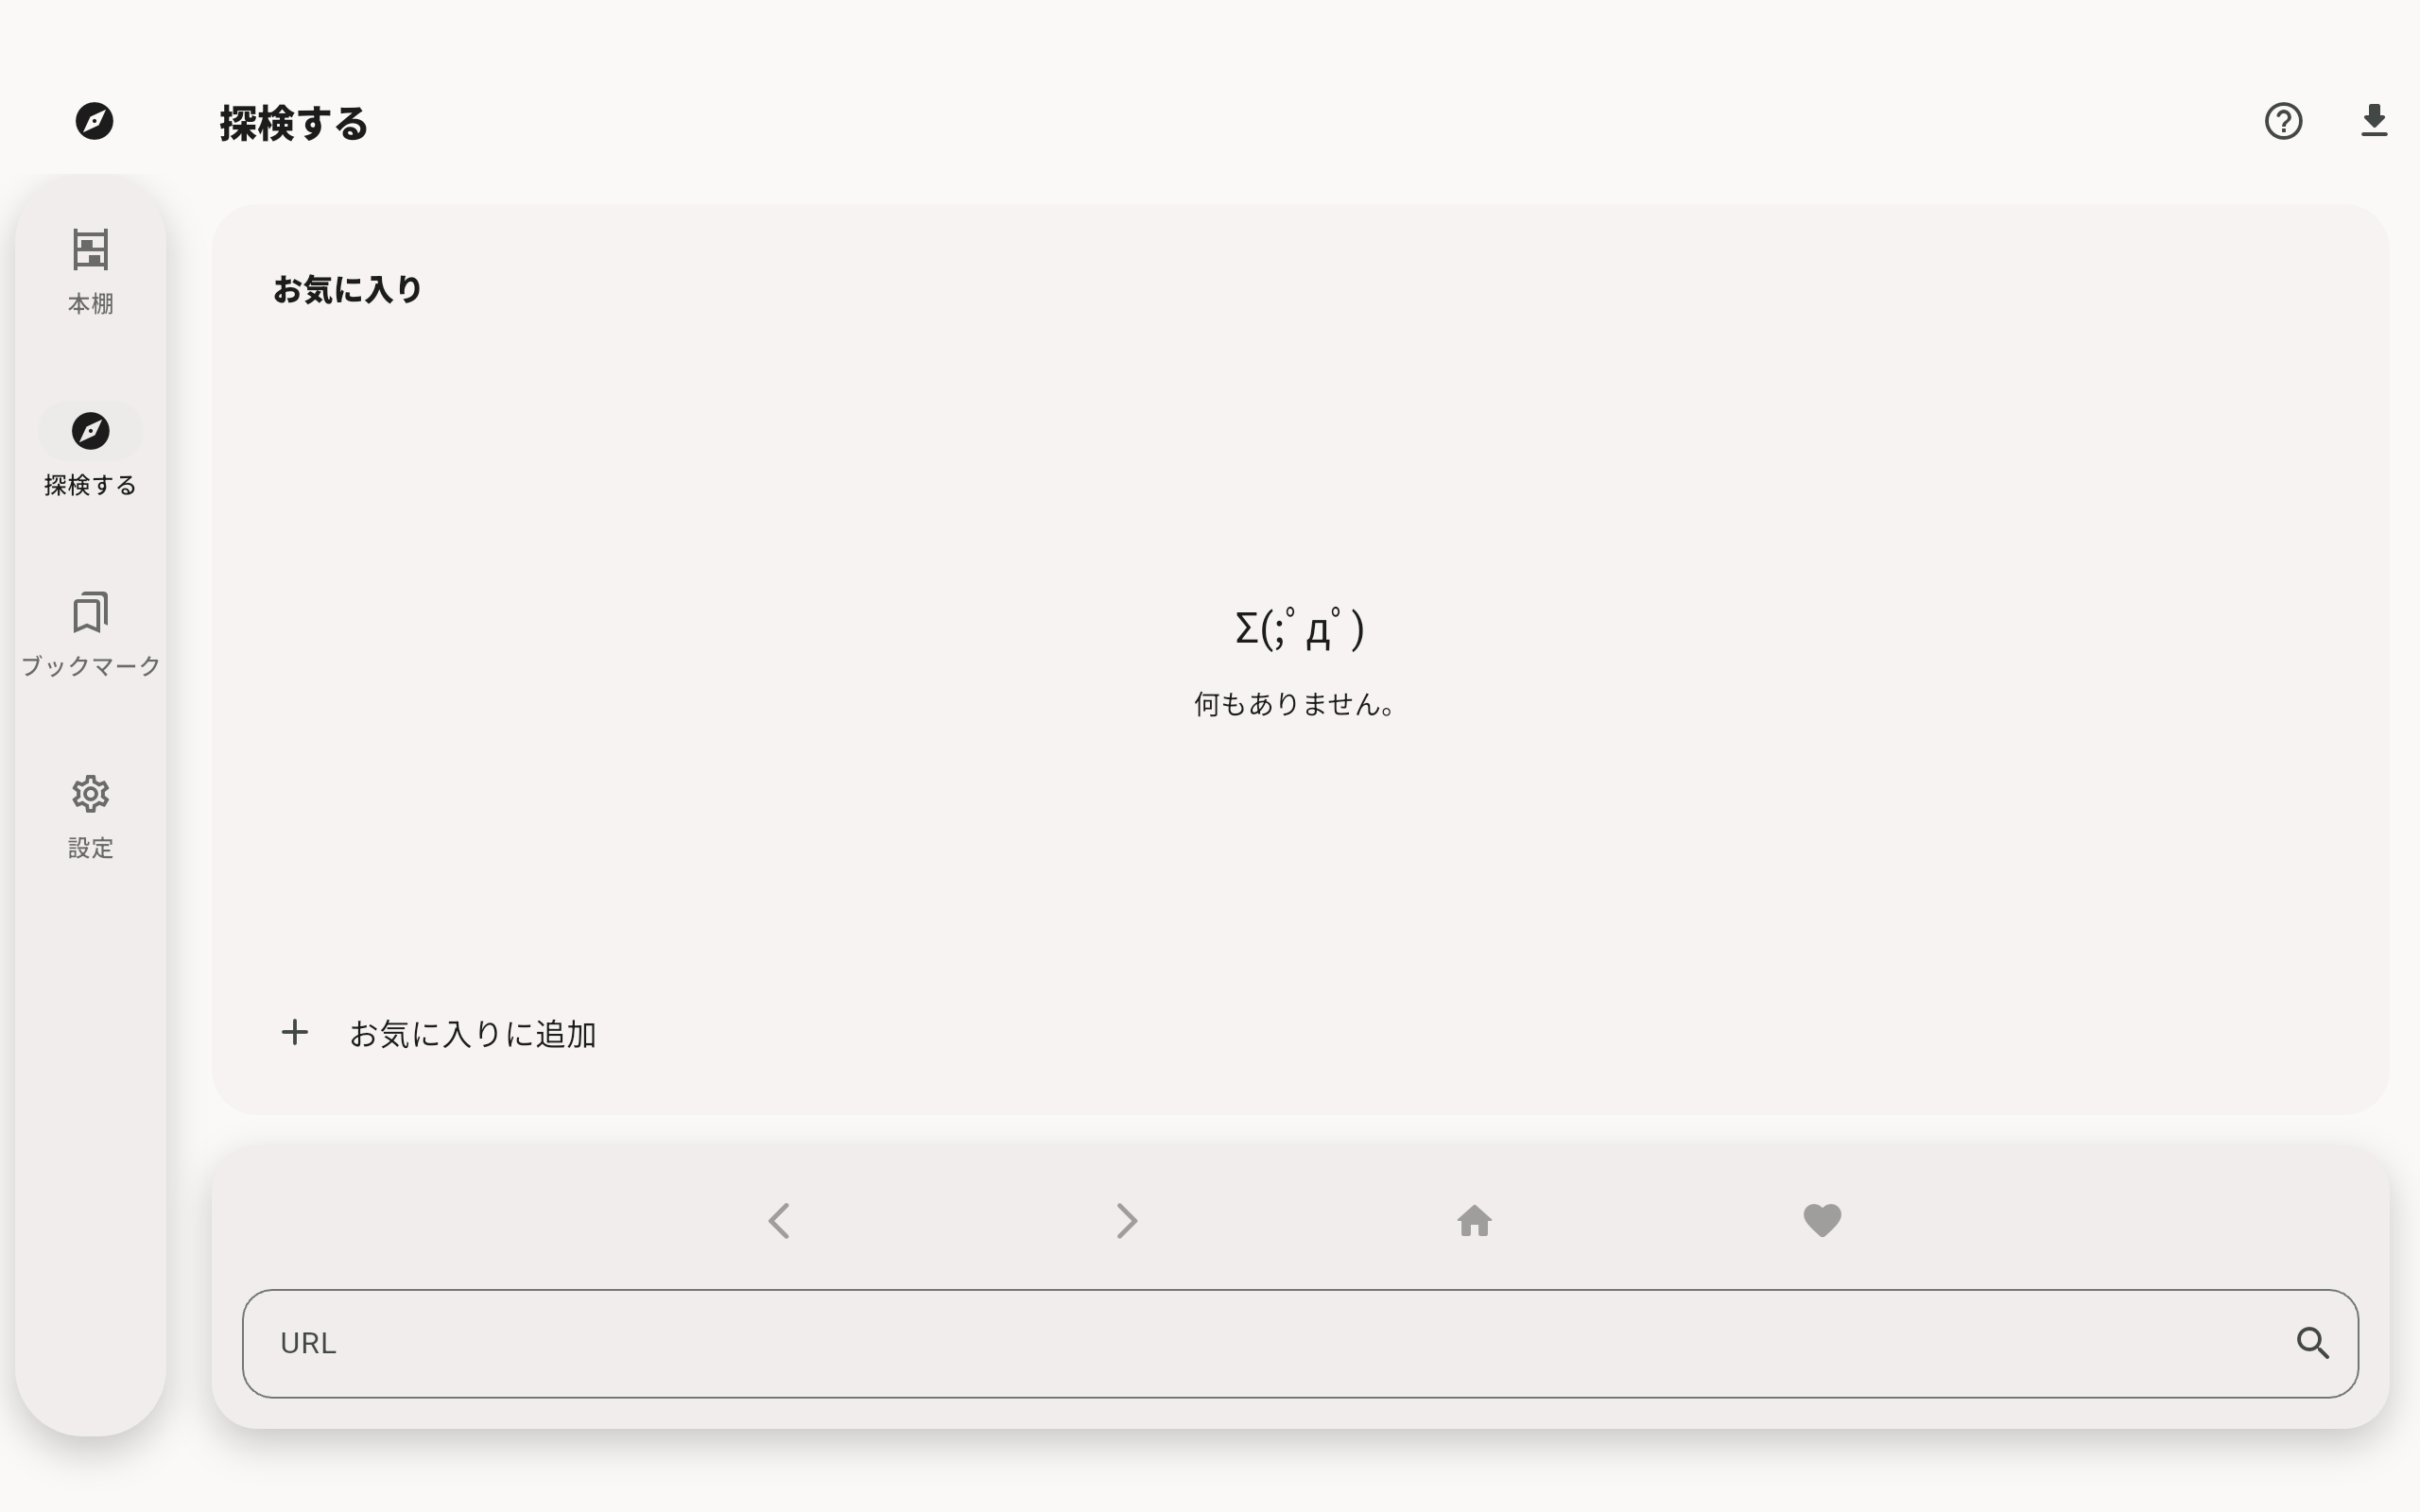 探検する
本棚
探検する
ブックマーク
設定
お気に入り
Σ(;ﾟдﾟ)
何もありません。
お気に入りに追加
URL